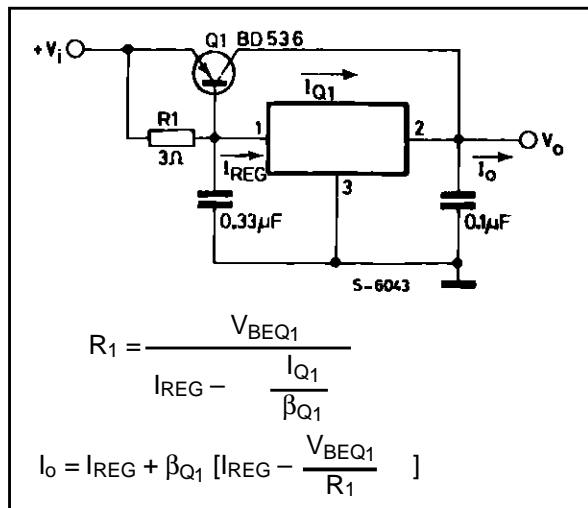 Q1 BD536
+Vi
IQ1
R1
1
2
Vo
3Ω
IREG
Io
3
0.33μF
0.1μF
S-6043
R1 = VBEQ1 / IREG − IQ1 / βQ1
Io = IREG + βQ1 [IREG - VBEQ1 / R1 ]